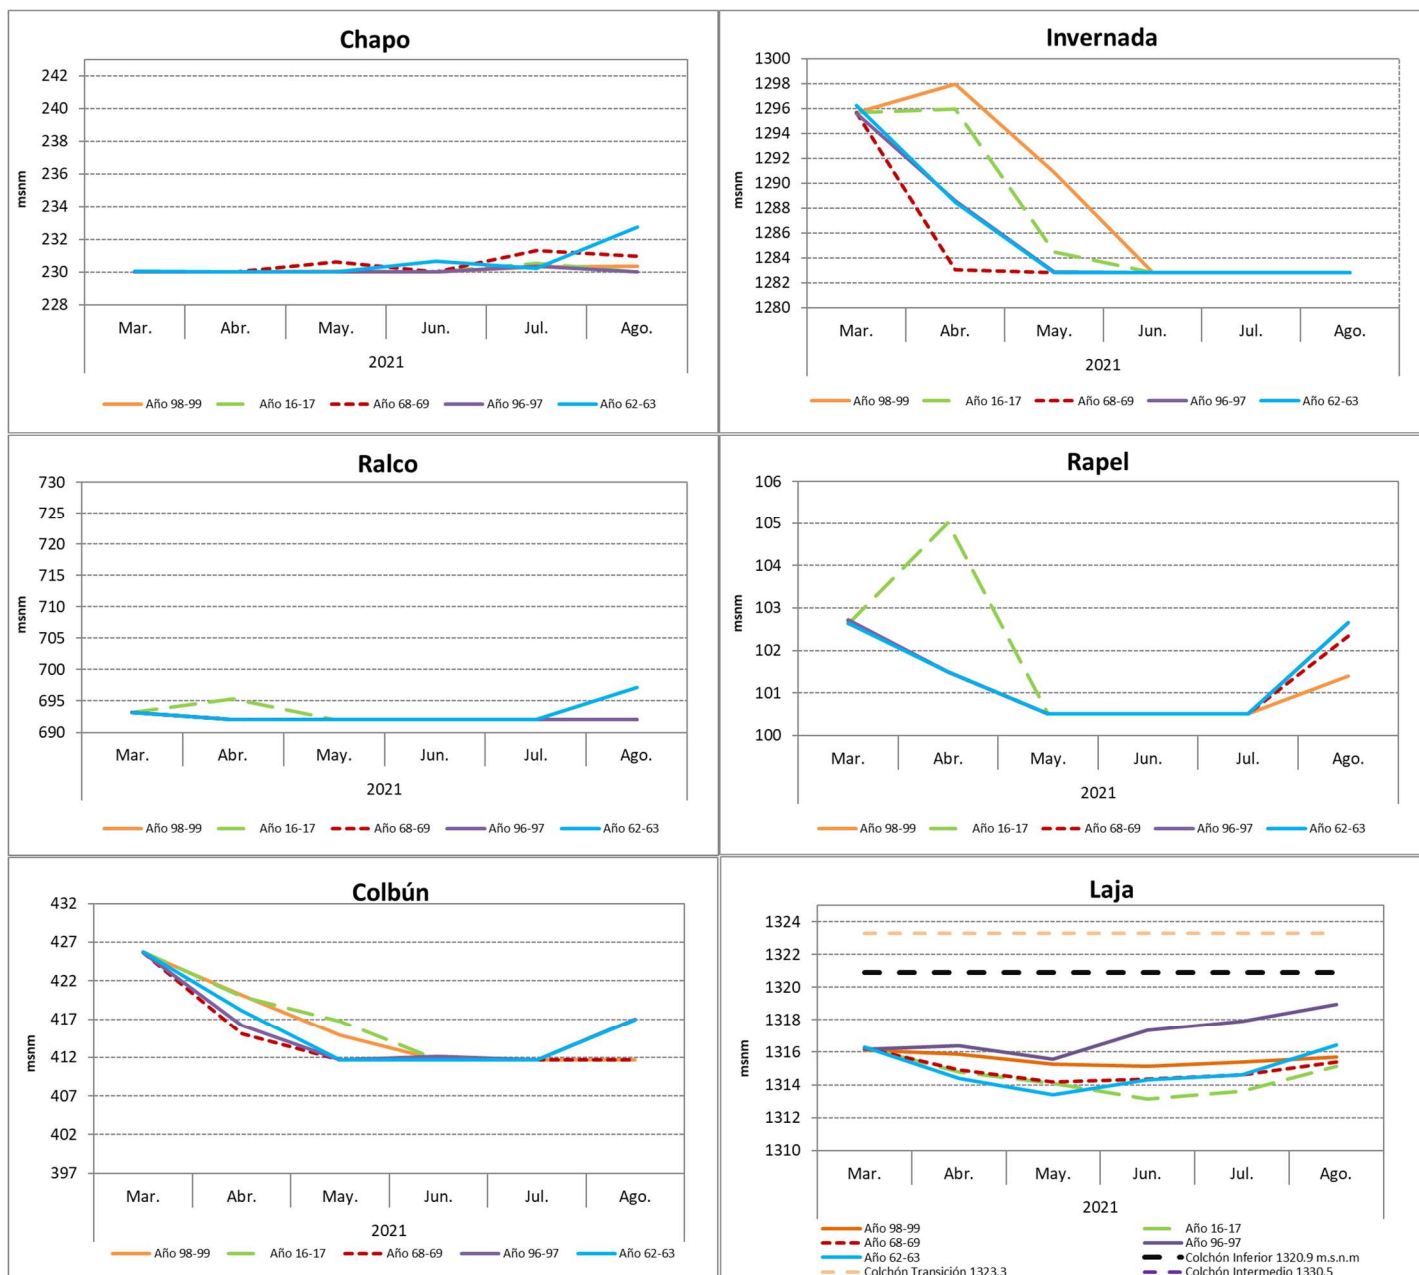 Chapo
242
240
238
236
234
232
230
228
msnm
Mar. Abr. May. Jun. Jul. Ago.
2021
Año 98-99 Año 16-17 Año 68-69 Año 96-97 Año 62-63
Invernada
1300
1298
1296
1294
1292
1290
1288
1286
1284
1282
1280
msnm
Mar. Abr. May. Jun. Jul. Ago.
2021
Año 98-99 Año 16-17 Año 68-69 Año 96-97 Año 62-63
Ralco
730
725
720
715
710
705
700
695
690
msnm
Mar. Abr. May. Jun. Jul. Ago.
2021
Año 98-99 Año 16-17 Año 68-69 Año 96-97 Año 62-63
Rapel
106
105
104
103
102
101
100
msnm
Mar. Abr. May. Jun. Jul. Ago.
2021
Año 98-99 Año 16-17 Año 68-69 Año 96-97 Año 62-63
Colbún
432
427
422
417
412
407
402
397
msnm
Mar. Abr. May. Jun. Jul. Ago.
2021
Año 98-99 Año 16-17 Año 68-69 Año 96-97 Año 62-63
Laja
1324
1322
1320
1318
1316
1314
1312
1310
msnm
Mar. Abr. May. Jun. Jul. Ago.
2021
Año 98-99 Año 16-17
Año 68-69 Año 96-97
Año 62-63 Colchón Inferior 1320.9 m.s.n.m
Colchón Transición 1323.3 Colchón Intermedio 1330.5